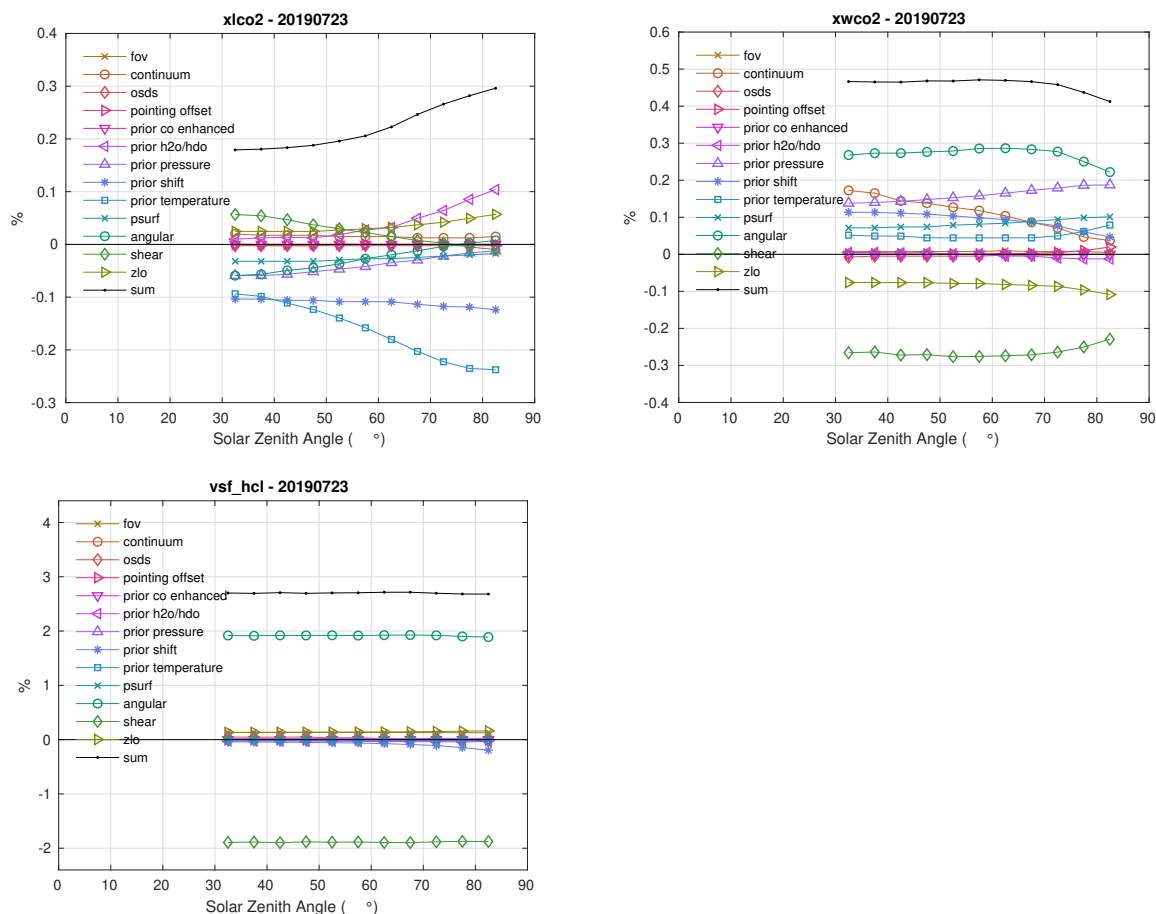 xlco2 - 20190723
0.4
0.3
0.2
0.1
0
-0.1
-0.2
-0.3
%
fov
continuum
osds
pointing offset
prior co enhanced
prior h2o/hdo
prior pressure
prior shift
prior temperature
psurf
angular
shear
zlo
sum
0 10 20 30 40 50 60 70 80 90
Solar Zenith Angle ( °)
xwco2 - 20190723
0.6
0.5
0.4
0.3
0.2
0.1
0
-0.1
-0.2
-0.3
-0.4
%
fov
continuum
osds
pointing offset
prior co enhanced
prior h2o/hdo
prior pressure
prior shift
prior temperature
psurf
angular
shear
zlo
sum
0 10 20 30 40 50 60 70 80 90
Solar Zenith Angle ( °)
vsf_hcl - 20190723
4
3
2
1
0
-1
-2
%
fov
continuum
osds
pointing offset
prior co enhanced
prior h2o/hdo
prior pressure
prior shift
prior temperature
psurf
angular
shear
zlo
sum
0 10 20 30 40 50 60 70 80 90
Solar Zenith Angle ( °)